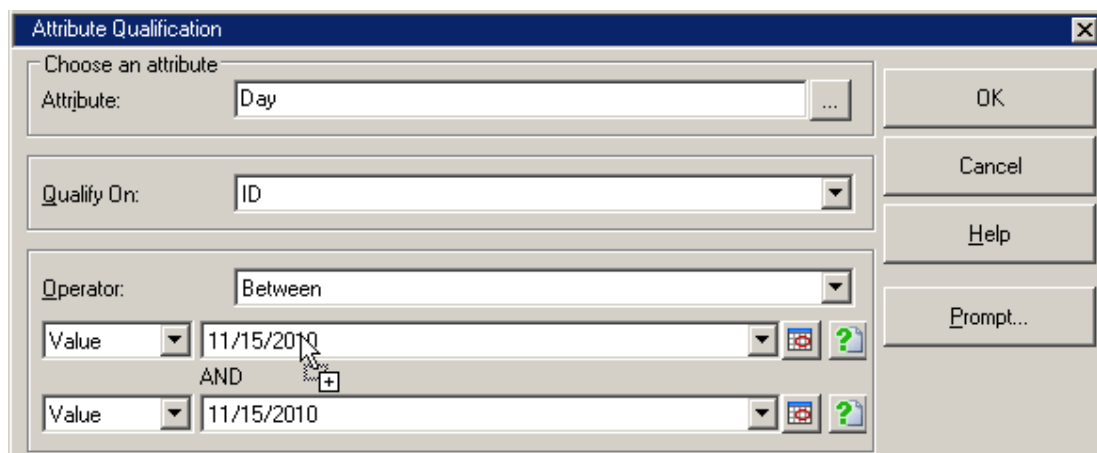 Attribute Qualification
Choose an attribute
Attribute: Day ...
OK
Cancel
Qualify On: ID
Help
Operator: Between
Prompt...
Value 11/15/2010
AND
Value 11/15/2010